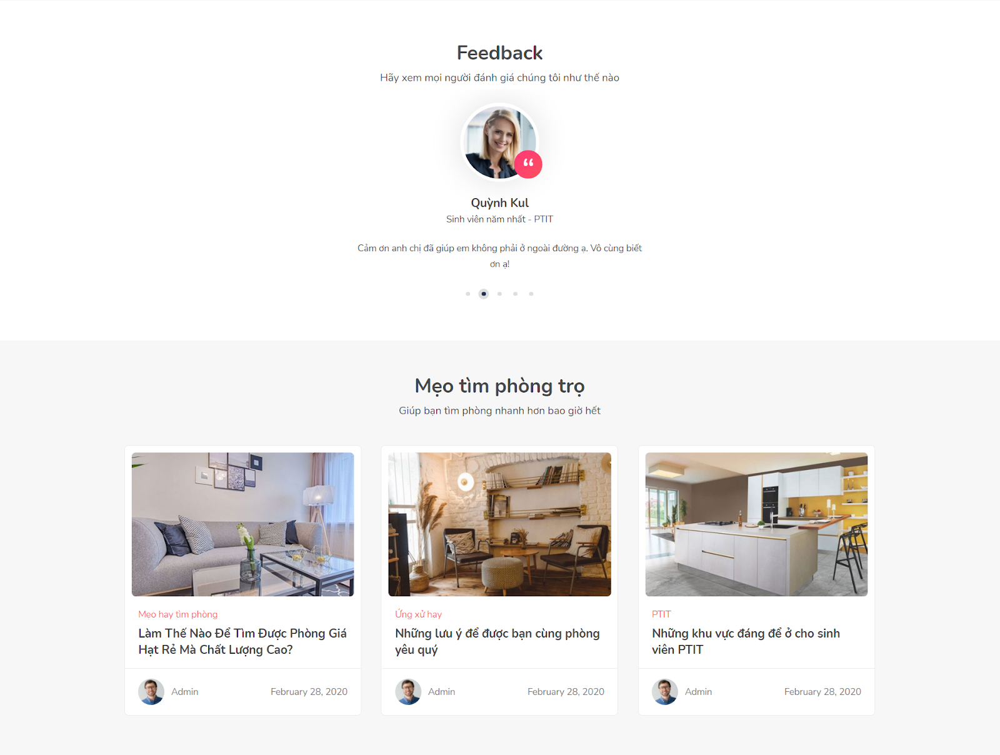 Feedback
Hãy xem mọi người đánh giá chúng tôi như thế nào
Quỳnh Kul
Sinh viên năm nhất - PTIT
Cảm ơn anh chị đã giúp em không phải ở ngoài đường ạ. Vô cùng biết
ơn ạ!
Mẹo tìm phòng trọ
Giúp bạn tìm phòng nhanh hơn bao giờ hết
Mẹo hay tìm phòng
Làm Thế Nào Để Tìm Được Phòng Giá
Hạt Rẻ Mà Chất Lượng Cao?
Admin
February 28, 2020
Ứng xử hay
Những lưu ý để được bạn cùng phòng
yêu quý
Admin
February 28, 2020
PTIT
Những khu vực đáng để ở cho sinh
viên PTIT
Admin
February 28, 2020